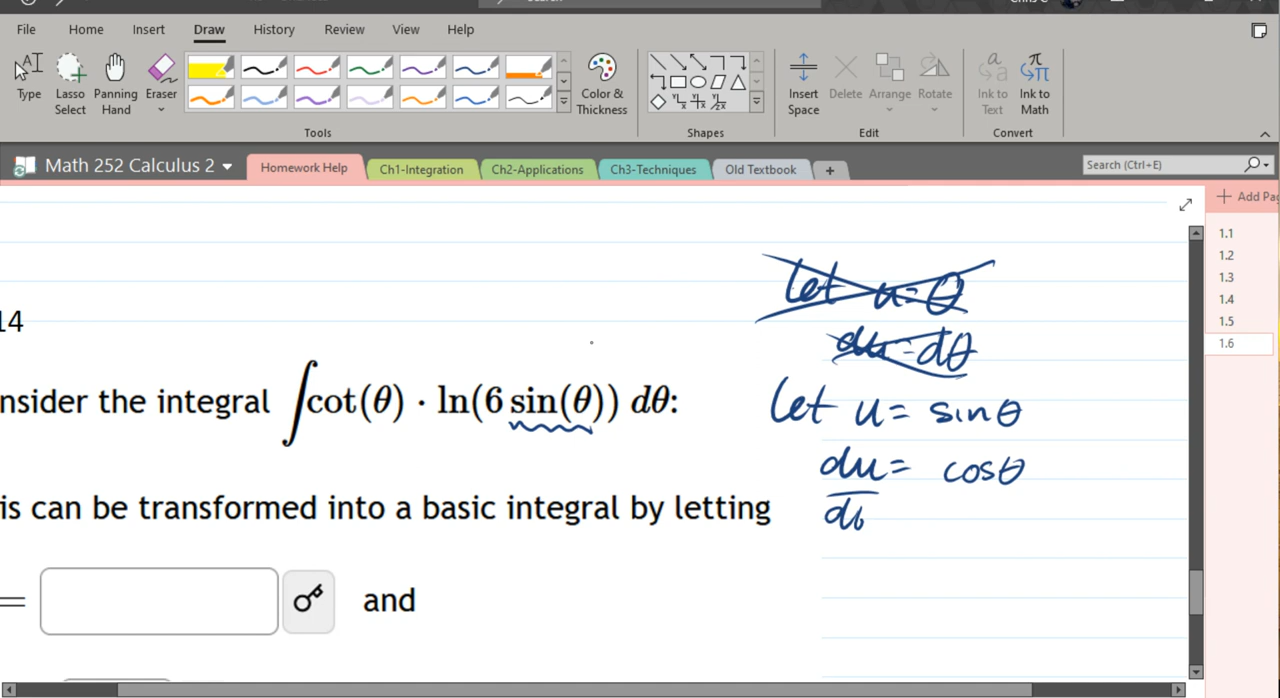 File Home Insert Draw History Review View Help
Type Lasso Select Panning Hand Eraser Color & Thickness Insert Space Delete Arrange Rotate Ink to Text Ink to Math
Tools Shapes Edit Convert
Math 252 Calculus 2 Homework Help Ch1-Integration Ch2-Applications Ch3-Techniques Old Textbook + Search (Ctrl+E)
+ Add Pa
1.1
1.2
1.3
1.4
1.5
1.6
let u = θ
14
du = dθ
nsider the integral ∫cot(θ) · ln(6 sin(θ)) dθ:
let u = sinθ
du = cosθ
is can be transformed into a basic integral by letting
= and